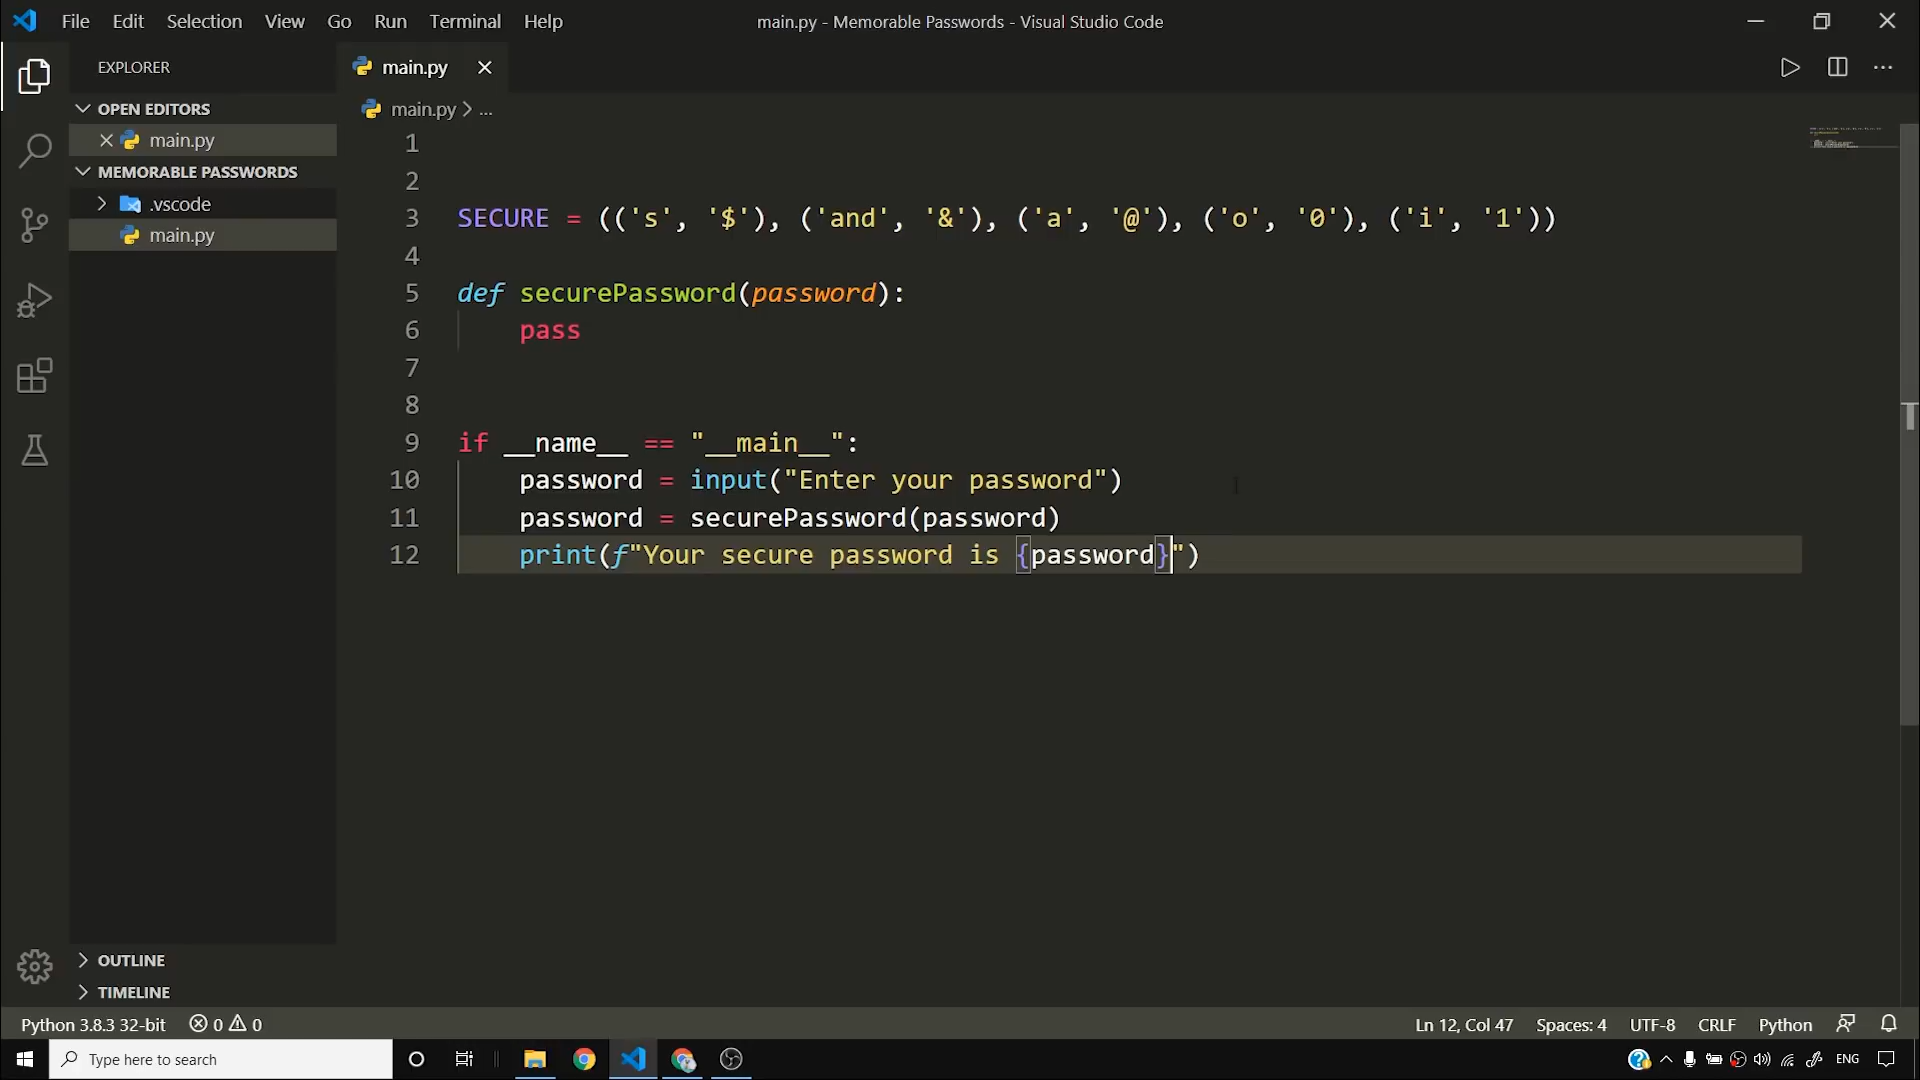 File Edit Selection View Go Run Terminal Help
main.py - Memorable Passwords - Visual Studio Code
EXPLORER
OPEN EDITORS
main.py
MEMORABLE PASSWORDS
.vscode
main.py
OUTLINE
TIMELINE
main.py
main.py > ...
1
2
3 SECURE = (('s', '$'), ('and', '&'), ('a', '@'), ('o', '0'), ('i', '1'))
4
5 def securePassword(password):
6     pass
7
8
9 if __name__ == "__main__":
10     password = input("Enter your password")
11     password = securePassword(password)
12     print(f"Your secure password is {password}")
Python 3.8.3 32-bit 0 0
Ln 12, Col 47 Spaces: 4 UTF-8 CRLF Python
Type here to search
ENG